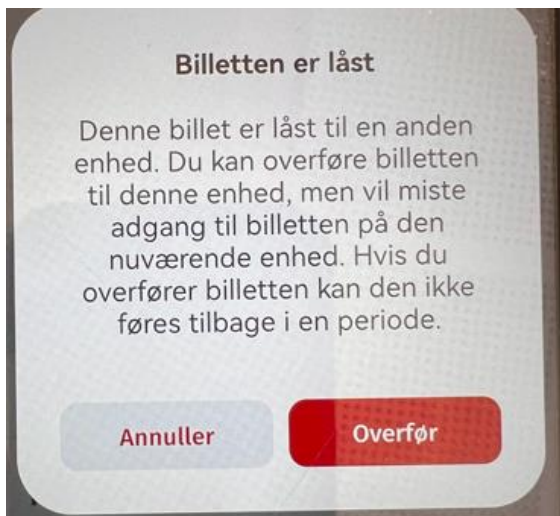 Billetten er låst
Denne billet er låst til en anden
enhed. Du kan overføre billetten
til denne enhed, men vil miste
adgang til billetten på den
nuværende enhed. Hvis du
overfører billetten kan den ikke
føres tilbage i en periode.
Annuller
Overfør